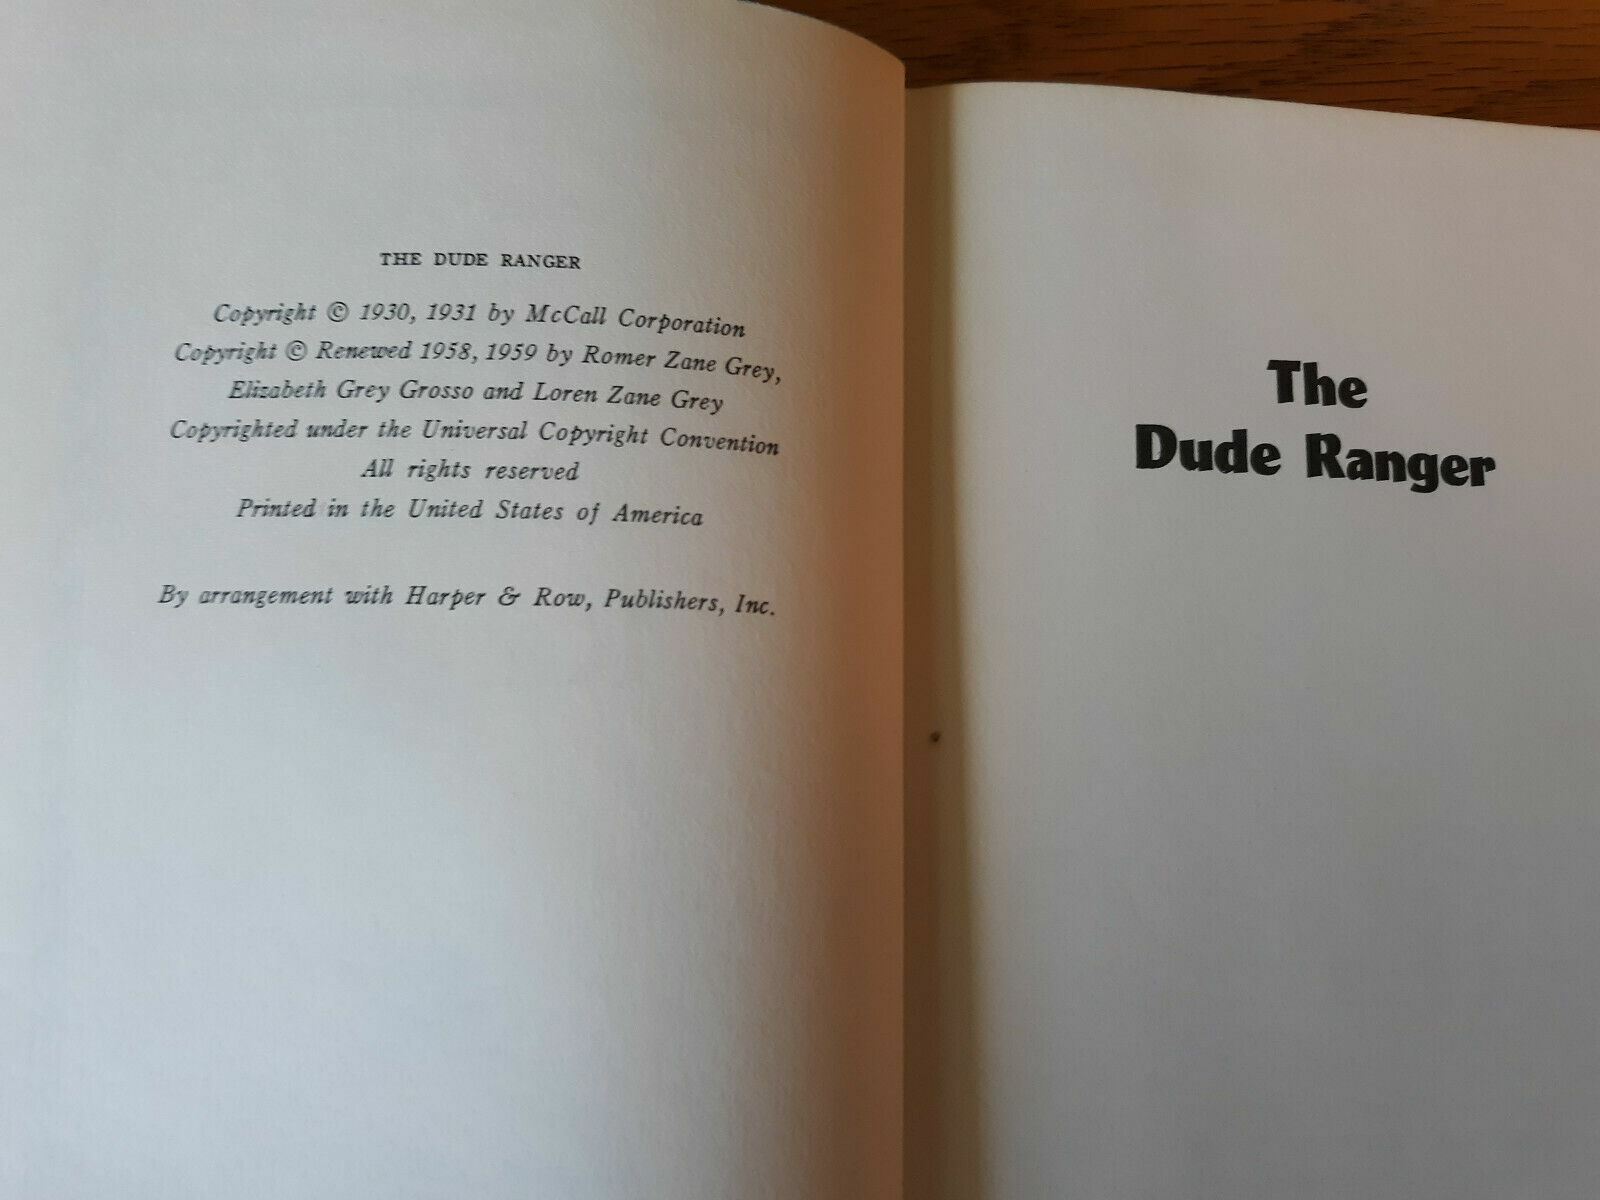 THE DUDE RANGER
Copyright © 1930, 1931 by McCall Corporation
Copyright © Renewed 1958, 1959 by Romer Zane Grey,
Elizabeth Grey Grosso and Loren Zane Grey
Copyrighted under the Universal Copyright Convention
All rights reserved
Printed in the United States of America
By arrangement with Harper & Row, Publishers, Inc.
The
Dude Ranger